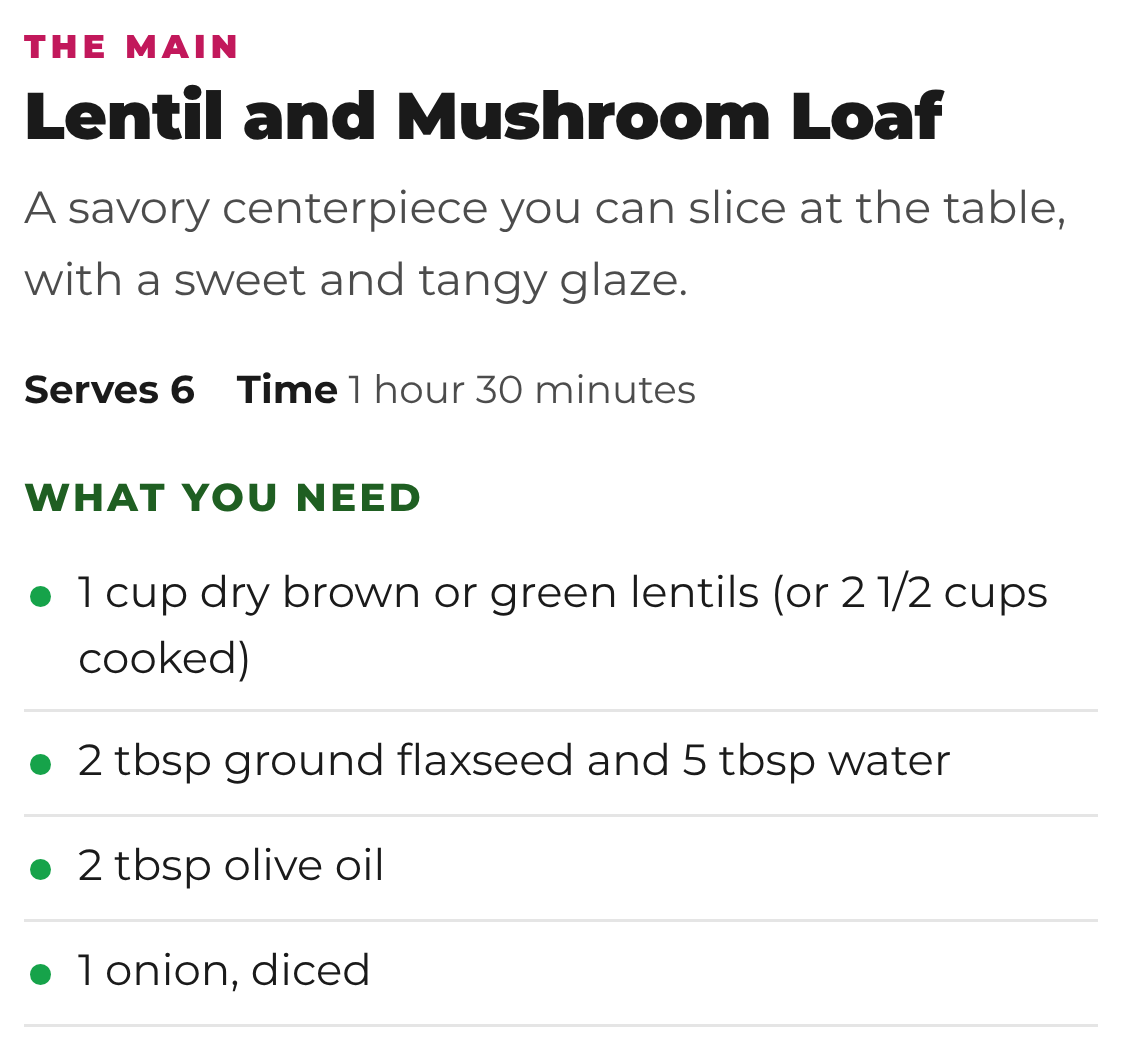 THE MAIN
Lentil and Mushroom Loaf
A savory centerpiece you can slice at the table,
with a sweet and tangy glaze.
Serves 6 Time 1 hour 30 minutes
WHAT YOU NEED
1 cup dry brown or green lentils (or 2 1/2 cups
cooked)
2 tbsp ground flaxseed and 5 tbsp water
2 tbsp olive oil
1 onion, diced